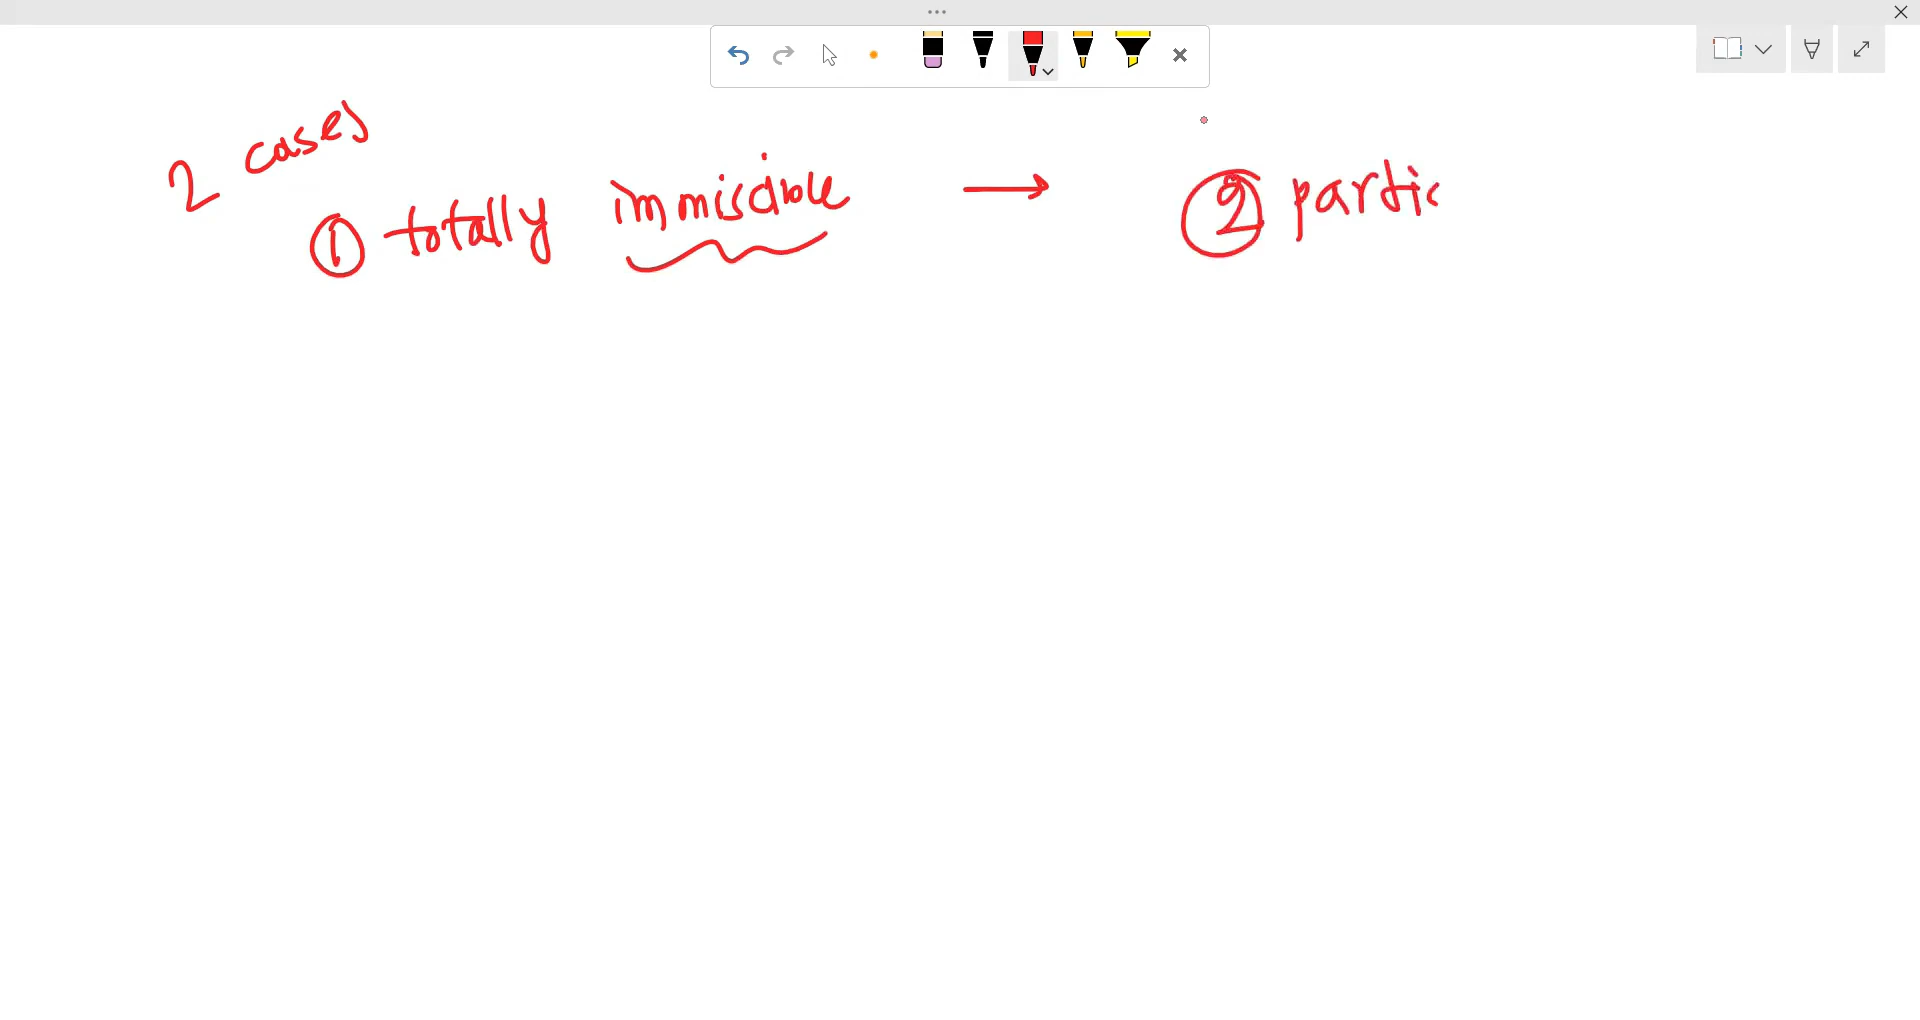 2 cases
① totally immiscible → ② partic